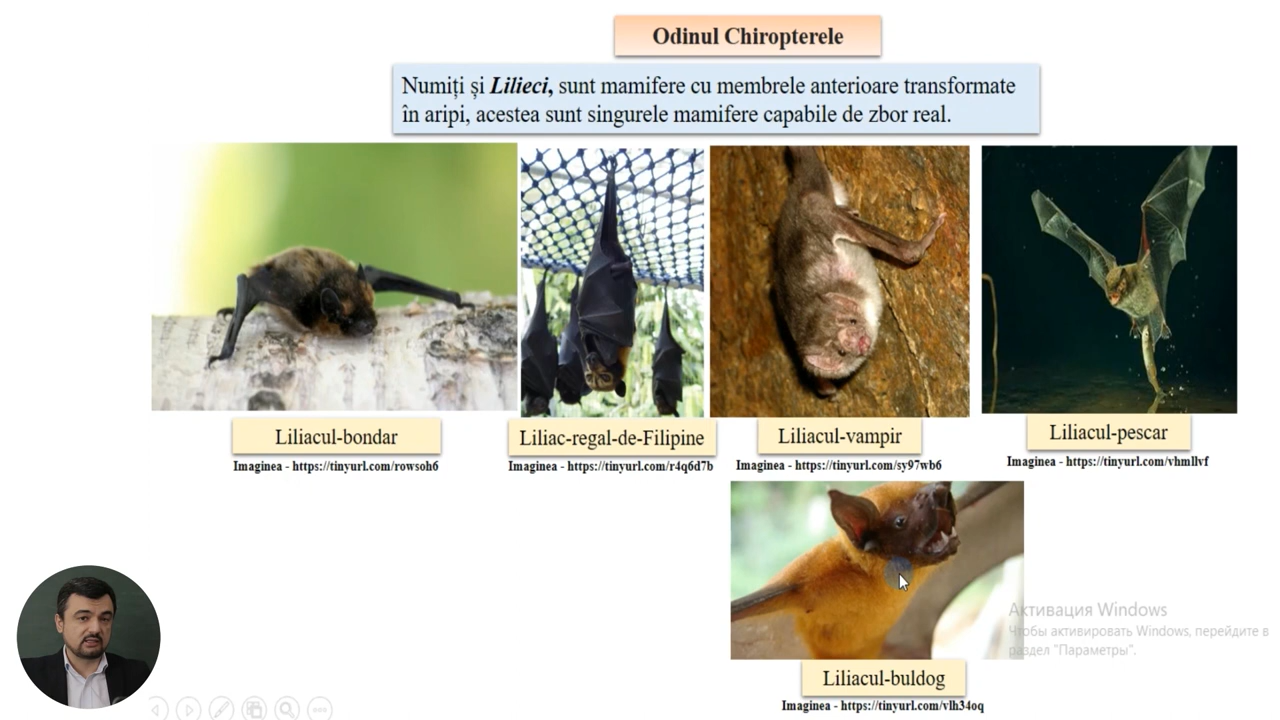 Odinul Chiropterele
Numiți și Lilieci, sunt mamifere cu membrele anterioare transformate
în aripi, acestea sunt singurele mamifere capabile de zbor real.
Liliacul-bondar
Imaginea - https://tinyurl.com/rowsoh6
Liliac-regal-de-Filipine
Imaginea - https://tinyurl.com/r4q6d7b
Liliacul-vampir
Imaginea - https://tinyurl.com/sy97wb6
Liliacul-pescar
Imaginea - https://tinyurl.com/vhmllvf
Liliacul-buldog
Imaginea - https://tinyurl.com/vlh34oq
Активация Windows
Чтобы активировать Windows, перейдите в
раздел "Параметры".